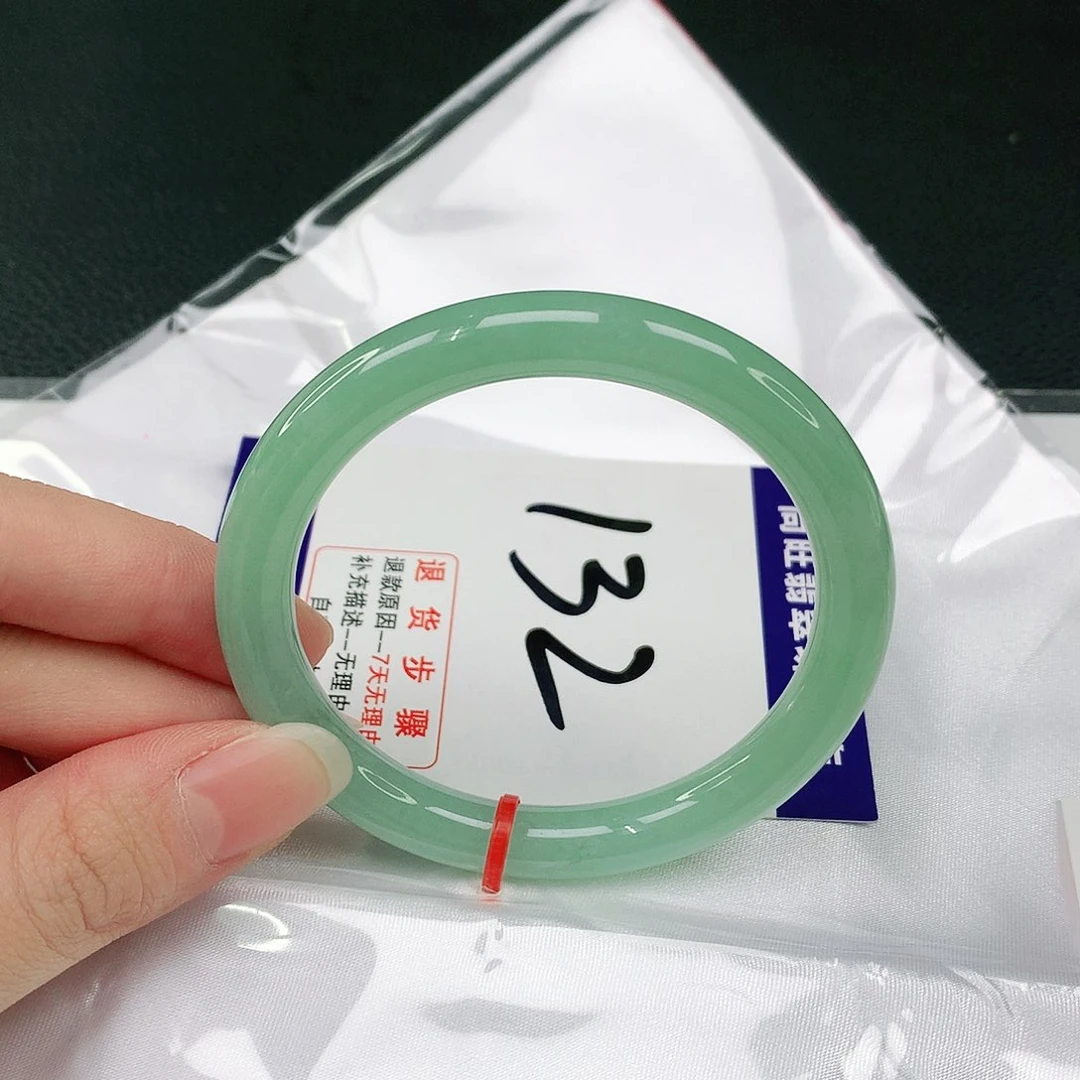 132
旺翡翠
退货步骤
退款原因--7天无理由
补充描述--无理由
自